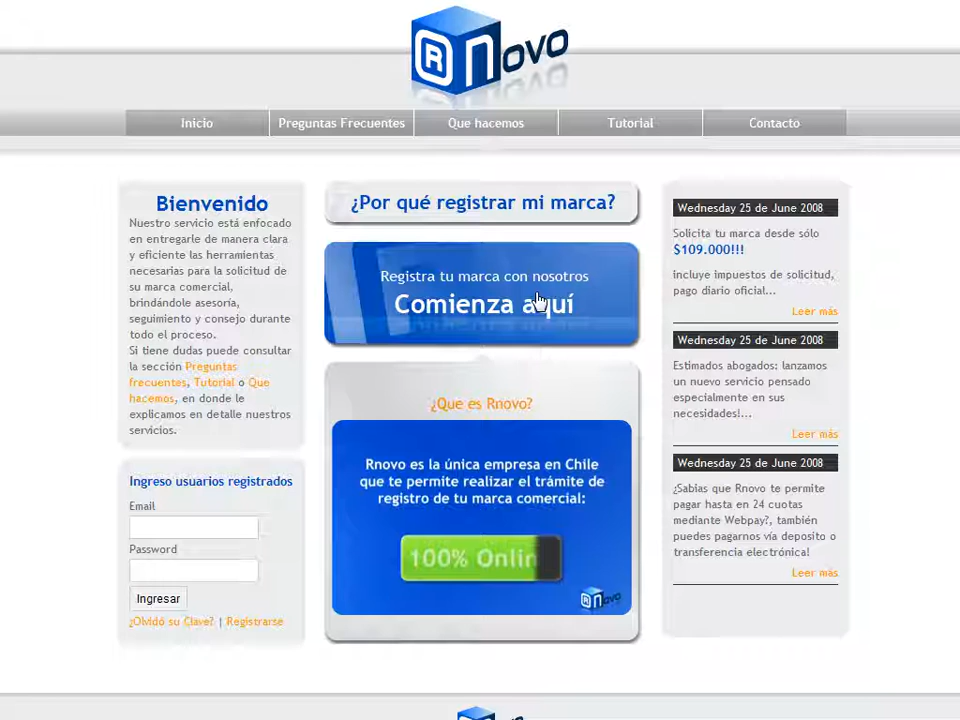 R novo
Inicio
Preguntas Frecuentes
Que hacemos
Tutorial
Contacto
Bienvenido
Nuestro servicio está enfocado
en entregarle de manera clara
y eficiente las herramientas
necesarias para la solicitud de
su marca comercial,
brindándole asesoría,
seguimiento y consejo durante
todo el proceso.
Si tiene dudas puede consultar
la sección Preguntas
frecuentes, Tutorial o Que
hacemos, en donde le
explicamos en detalle nuestros
servicios.
Ingreso usuarios registrados
Email
Password
Ingresar
¿Olvidó su Clave? | Registrarse
¿Por qué registrar mi marca?
Registra tu marca con nosotros
Comienza aquí
¿Que es Rnovo?
Rnovo es la única empresa en Chile
que te permite realizar el trámite de
registro de tu marca comercial:
100% Onlin
R novo
Wednesday 25 de June 2008
Solicita tu marca desde sólo
$109.000!!!
incluye impuestos de solicitud,
pago diario oficial...
Leer más
Wednesday 25 de June 2008
Estimados abogados: lanzamos
un nuevo servicio pensado
especialmente en sus
necesidades!...
Leer más
Wednesday 25 de June 2008
¿Sabias que Rnovo te permite
pagar hasta en 24 cuotas
mediante Webpay?, también
puedes pagarnos vía deposito o
transferencia electrónica!
Leer más